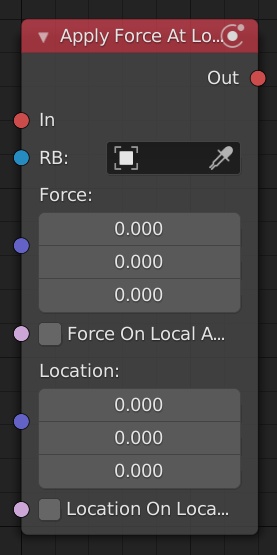 Apply Force At Lo...
Out
In
RB:
Force:
0.000
0.000
0.000
Force On Local A...
Location:
0.000
0.000
0.000
Location On Loca...